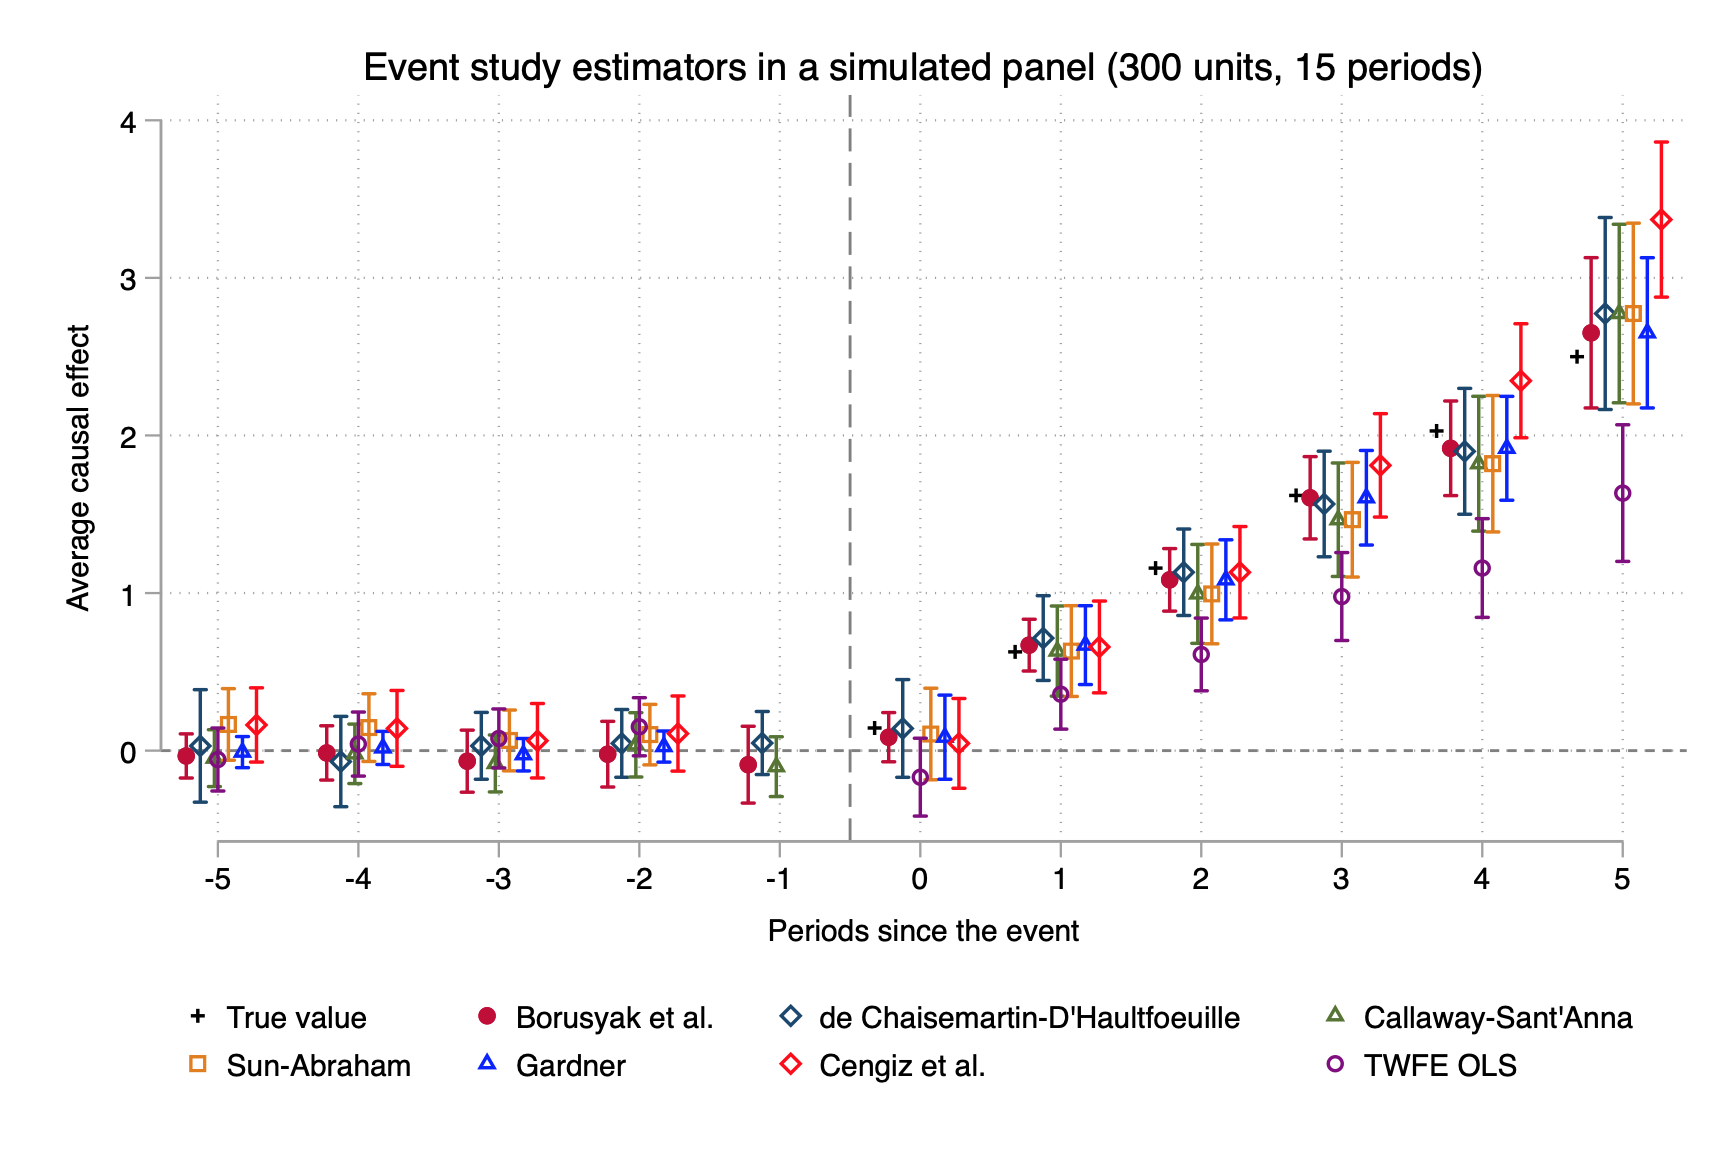 Event study estimators in a simulated panel (300 units, 15 periods)
4
3
2
1
0
Average causal effect
-5 -4 -3 -2 -1 0 1 2 3 4 5
Periods since the event
True value Borusyak et al. de Chaisemartin-D'Haultfoeuille Callaway-Sant'Anna
Sun-Abraham Gardner Cengiz et al. TWFE OLS